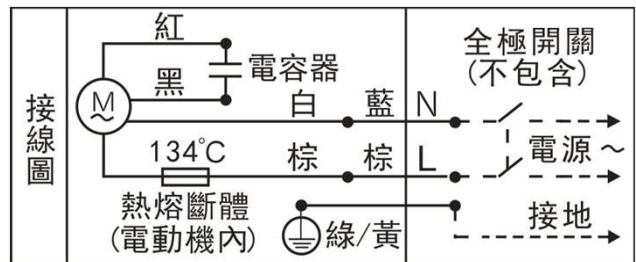 接線圖
紅
黑
電容器
M
～
白
藍
N
134℃
棕
棕
L
熱熔斷體
(電動機內)
綠/黃
全極開關
(不包含)
電源～
接地